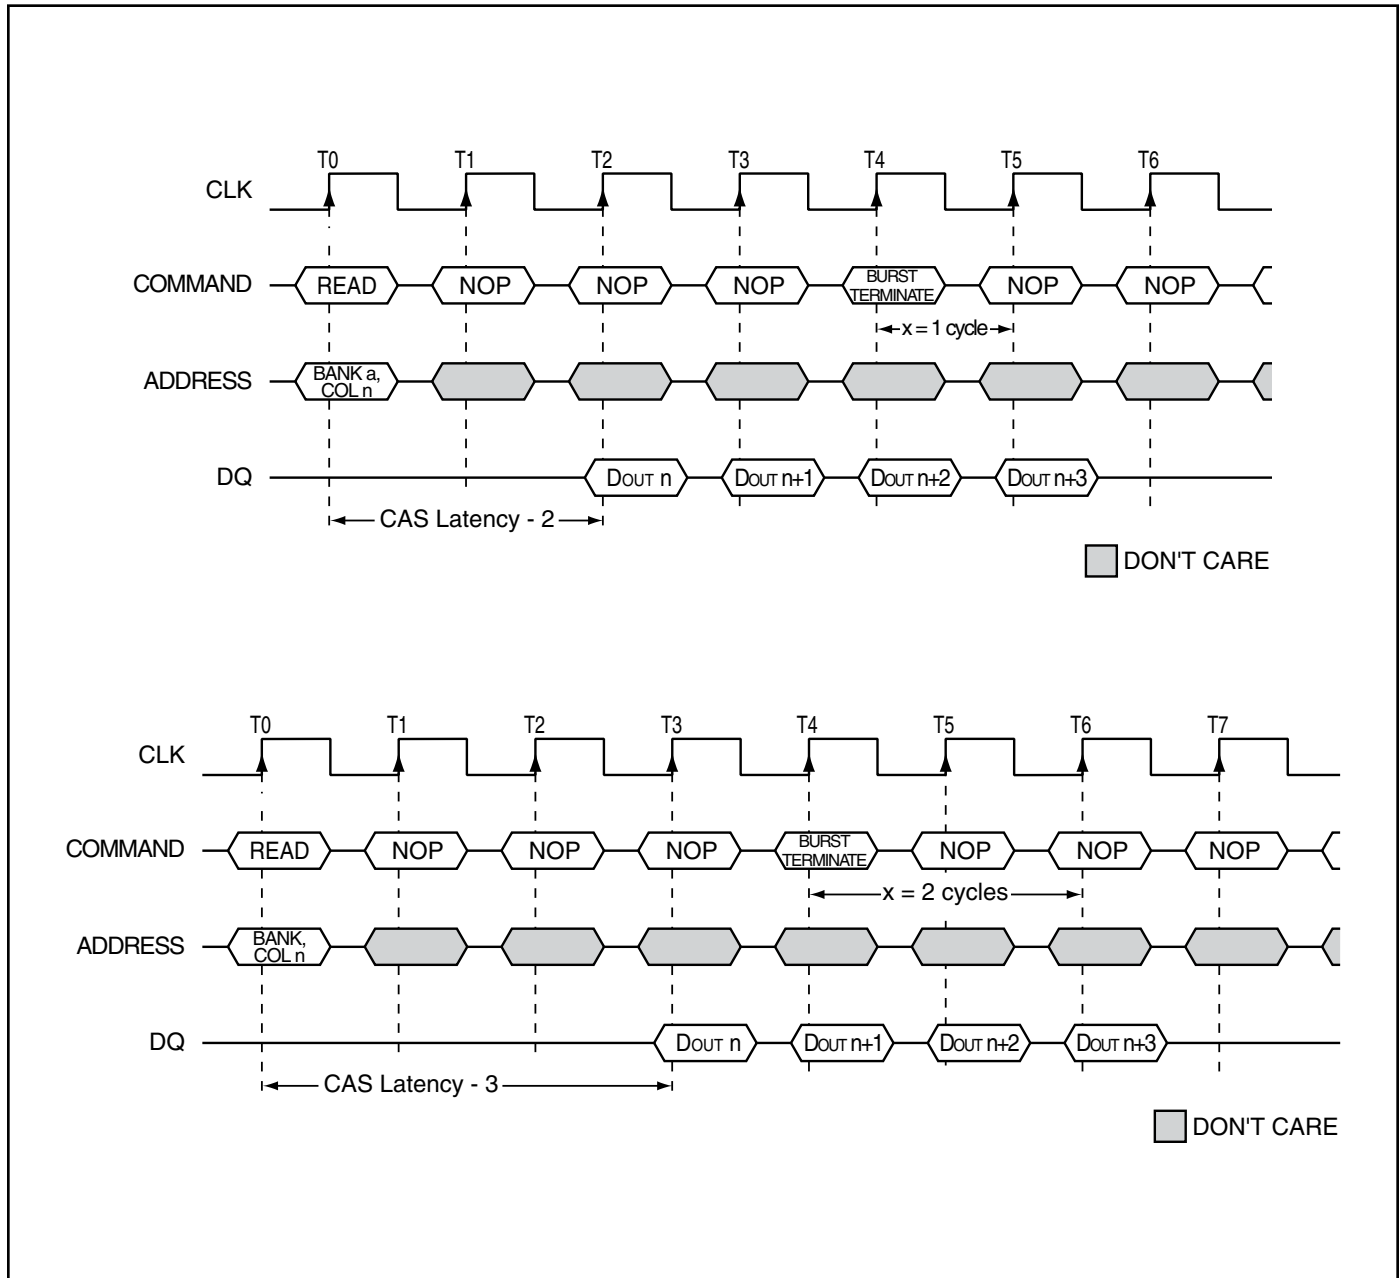 T0 T1 T2 T3 T4 T5 T6
CLK
COMMAND READ NOP NOP NOP BURST TERMINATE NOP NOP
x = 1 cycle
ADDRESS BANK a, COL n
DQ DOUT n DOUT n+1 DOUT n+2 DOUT n+3
CAS Latency - 2
DON'T CARE
T0 T1 T2 T3 T4 T5 T6 T7
CLK
COMMAND READ NOP NOP NOP BURST TERMINATE NOP NOP NOP
x = 2 cycles
ADDRESS BANK, COL n
DQ DOUT n DOUT n+1 DOUT n+2 DOUT n+3
CAS Latency - 3
DON'T CARE